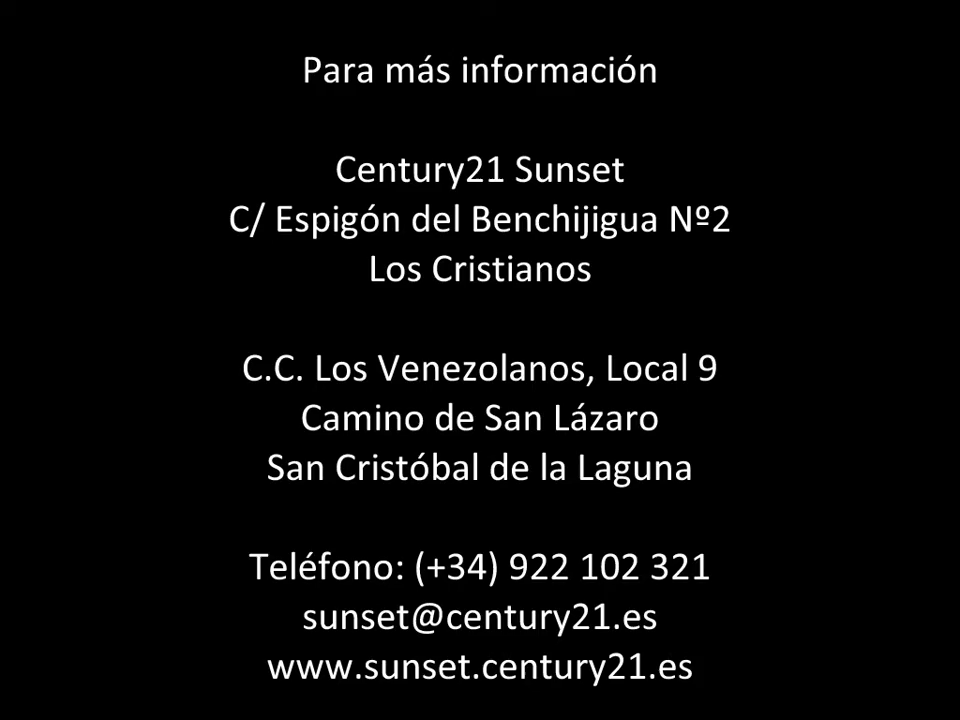 Para más información
Century21 Sunset
C/ Espigón del Benchijigua Nº2
Los Cristianos
C.C. Los Venezolanos, Local 9
Camino de San Lázaro
San Cristóbal de la Laguna
Teléfono: (+34) 922 102 321
sunset@century21.es
www.sunset.century21.es